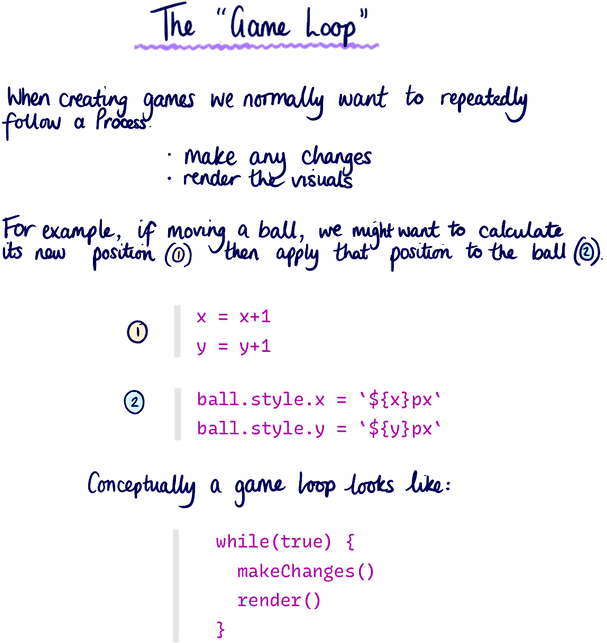 The "Game Loop"
When creating games we normally want to repeatedly
follow a Process.
· make any changes
· render the visuals
For example, if moving a ball, we might want to calculate
its new position (①) then apply that position to the ball (②).
① x = x+1
y = y+1
② ball.style.x = `${x}px`
ball.style.y = `${y}px`
Conceptually a game loop looks like:
while(true) {
makeChanges()
render()
}